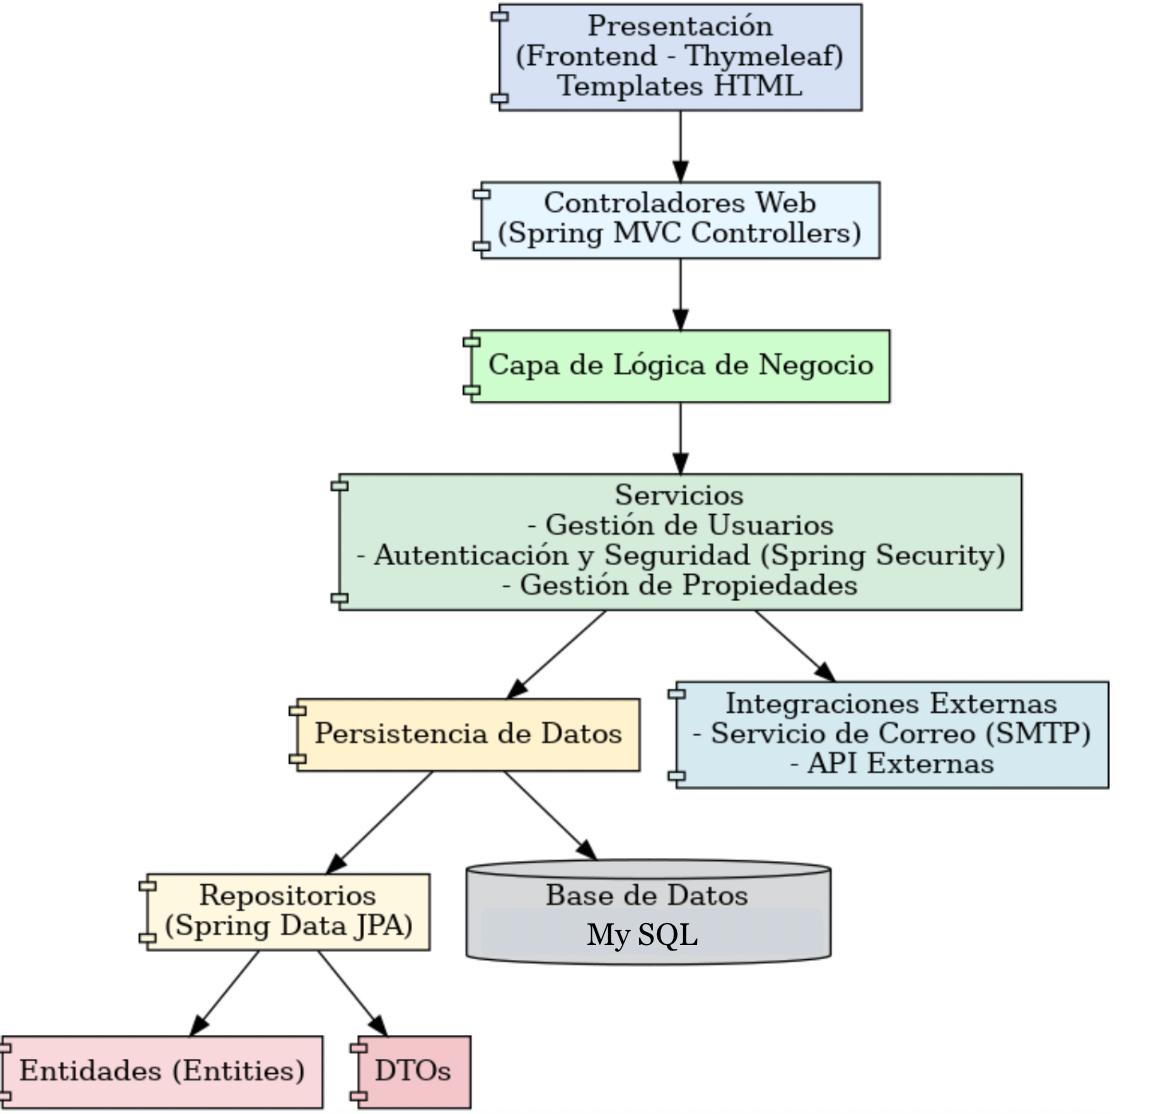 Presentación
(Frontend - Thymeleaf)
Templates HTML
Controladores Web
(Spring MVC Controllers)
Capa de Lógica de Negocio
Servicios
- Gestión de Usuarios
- Autenticación y Seguridad (Spring Security)
- Gestión de Propiedades
Persistencia de Datos
Integraciones Externas
- Servicio de Correo (SMTP)
- API Externas
Repositorios
(Spring Data JPA)
Base de Datos
My SQL
Entidades (Entities)
DTOs